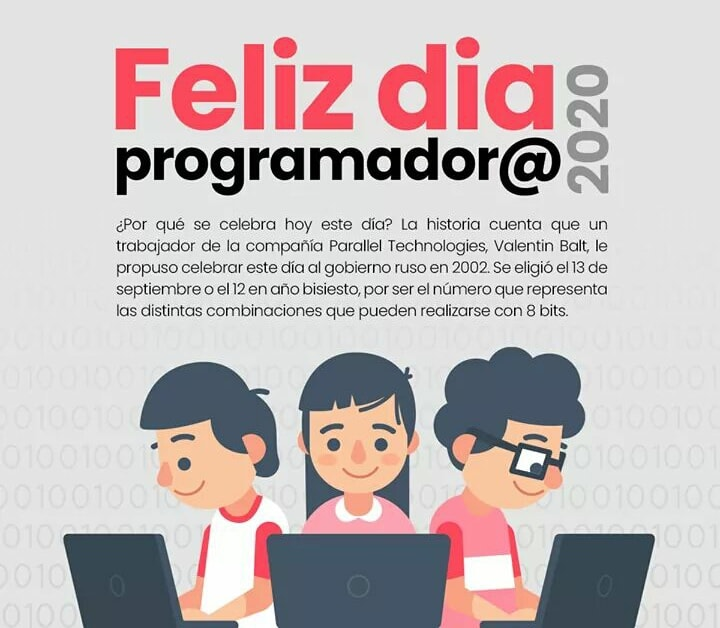 Feliz dia
programador@
2020
¿Por qué se celebra hoy este día? La historia cuenta que un
trabajador de la compañía Parallel Technologies, Valentin Balt, le
propuso celebrar este día al gobierno ruso en 2002. Se eligió el 13 de
septiembre o el 12 en año bisiesto, por ser el número que representa
las distintas combinaciones que pueden realizarse con 8 bits.